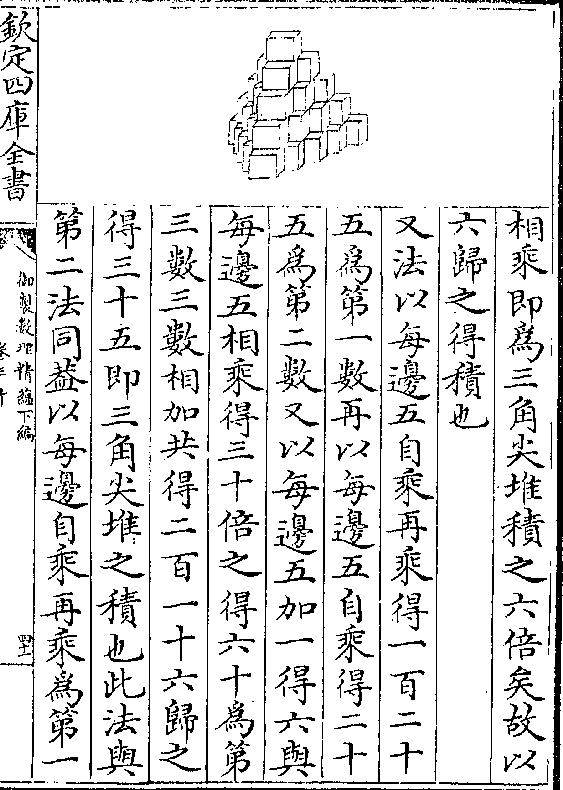 相乘即爲三角尖堆積之六倍矣故以
六歸之得積也
又法以每邊五自乘再乘得一百二十
五爲第一數再以每邊五自乘得二十
五爲第二數又以每邊五加一得六與
每邊五相乘得三十倍之得六十爲第
三數三數相加共得二百一十六歸之
得三十五即三角尖堆之積也此法與
第二法同葢以每邊自乘再乘爲第一
欽定四庫全書
御製數理精蘊下編
卷三十